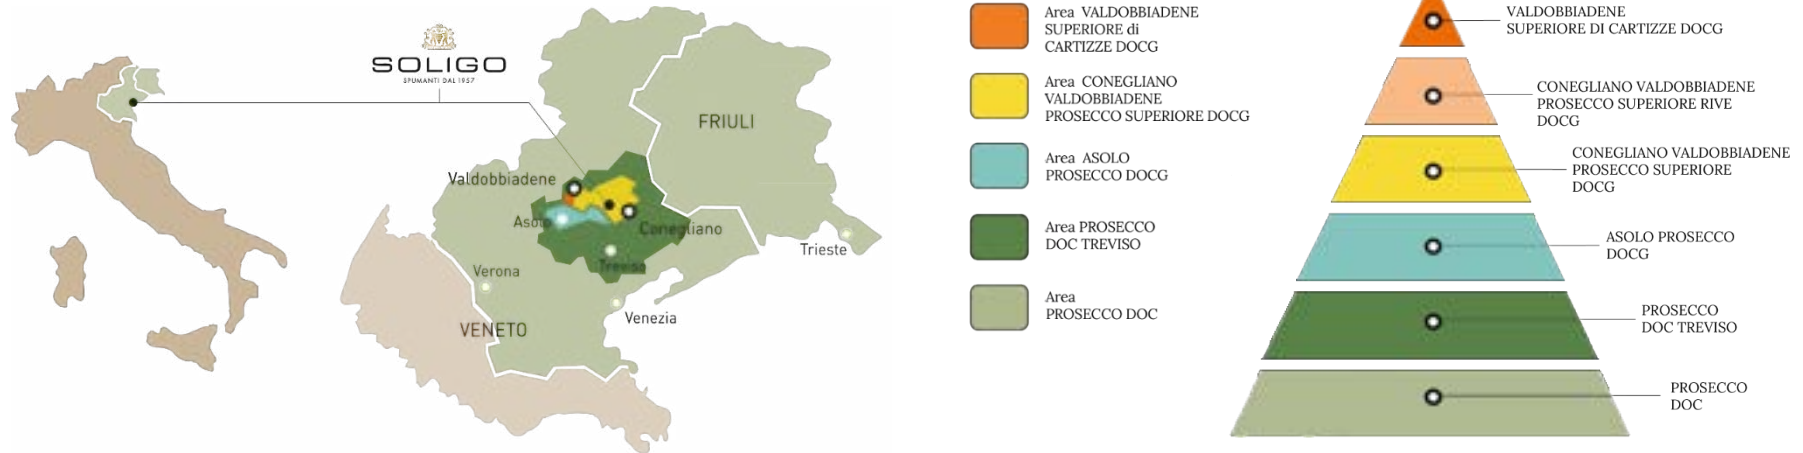 SOLIGO
SPUMANTI DAL 1957
FRIULI
Valdobbiadene
Asolo
Conegliano
Treviso
Trieste
Verona
Venezia
VENETO
Area VALDOBBIADENE
SUPERIORE di
CARTIZZE DOCG
Area CONEGLIANO
VALDOBBIADENE
PROSECCO SUPERIORE DOCG
Area ASOLO
PROSECCO DOCG
Area PROSECCO
DOC TREVISO
Area
PROSECCO DOC
VALDOBBIADENE
SUPERIORE DI CARTIZZE DOCG
CONEGLIANO VALDOBBIADENE
PROSECCO SUPERIORE RIVE
DOCG
CONEGLIANO VALDOBBIADENE
PROSECCO SUPERIORE
DOCG
ASOLO PROSECCO
DOCG
PROSECCO
DOC TREVISO
PROSECCO
DOC